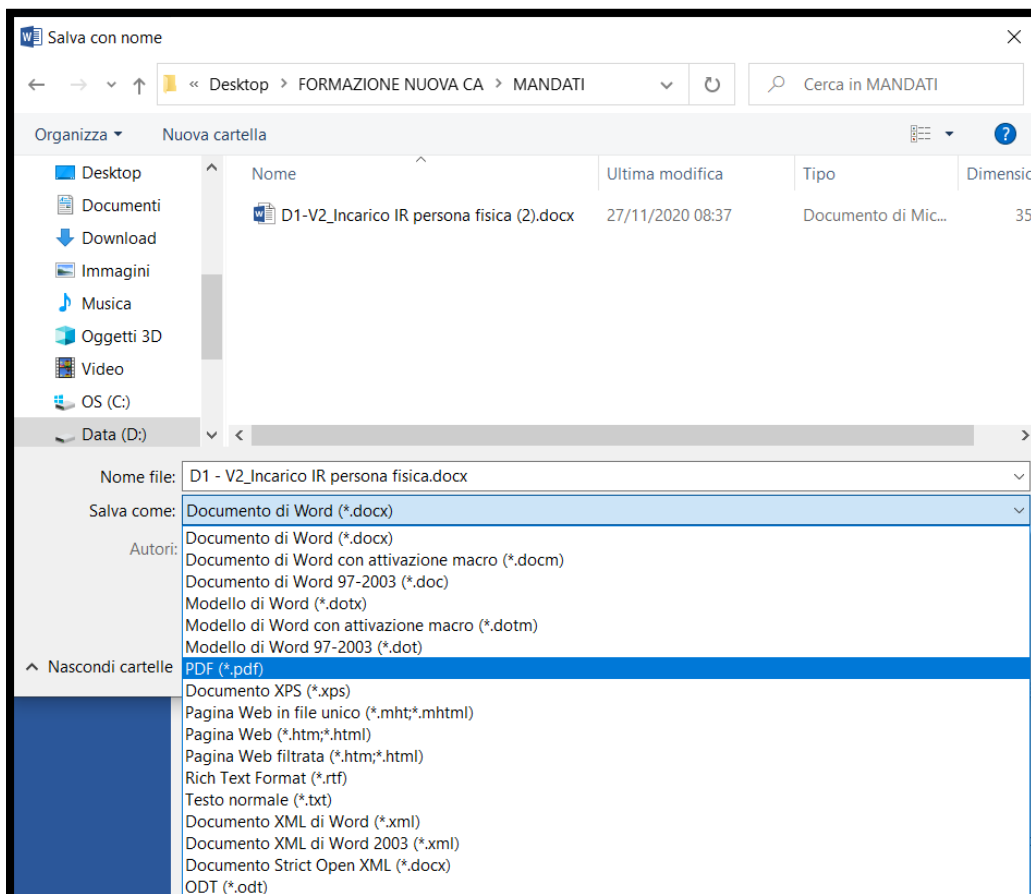 Salva con nome
« Desktop > FORMAZIONE NUOVA CA > MANDATI
Cerca in MANDATI
Organizza
Nuova cartella
?
Nome
Ultima modifica
Tipo
Dimensio
Desktop
Documenti
Download
Immagini
Musica
Oggetti 3D
Video
OS (C:)
Data (D:)
D1-V2_Incarico IR persona fisica (2).docx
27/11/2020 08:37
Documento di Mic...
35
Nome file: D1 - V2_Incarico IR persona fisica.docx
Salva come: Documento di Word (*.docx)
Autori:
Documento di Word (*.docx)
Documento di Word con attivazione macro (*.docm)
Documento di Word 97-2003 (*.doc)
Modello di Word (*.dotx)
Modello di Word con attivazione macro (*.dotm)
Modello di Word 97-2003 (*.dot)
Nascondi cartelle
PDF (*.pdf)
Documento XPS (*.xps)
Pagina Web in file unico (*.mht;*.mhtml)
Pagina Web (*.htm;*.html)
Pagina Web filtrata (*.htm;*.html)
Rich Text Format (*.rtf)
Testo normale (*.txt)
Documento XML di Word (*.xml)
Documento XML di Word 2003 (*.xml)
Documento Strict Open XML (*.docx)
ODT (*.odt)